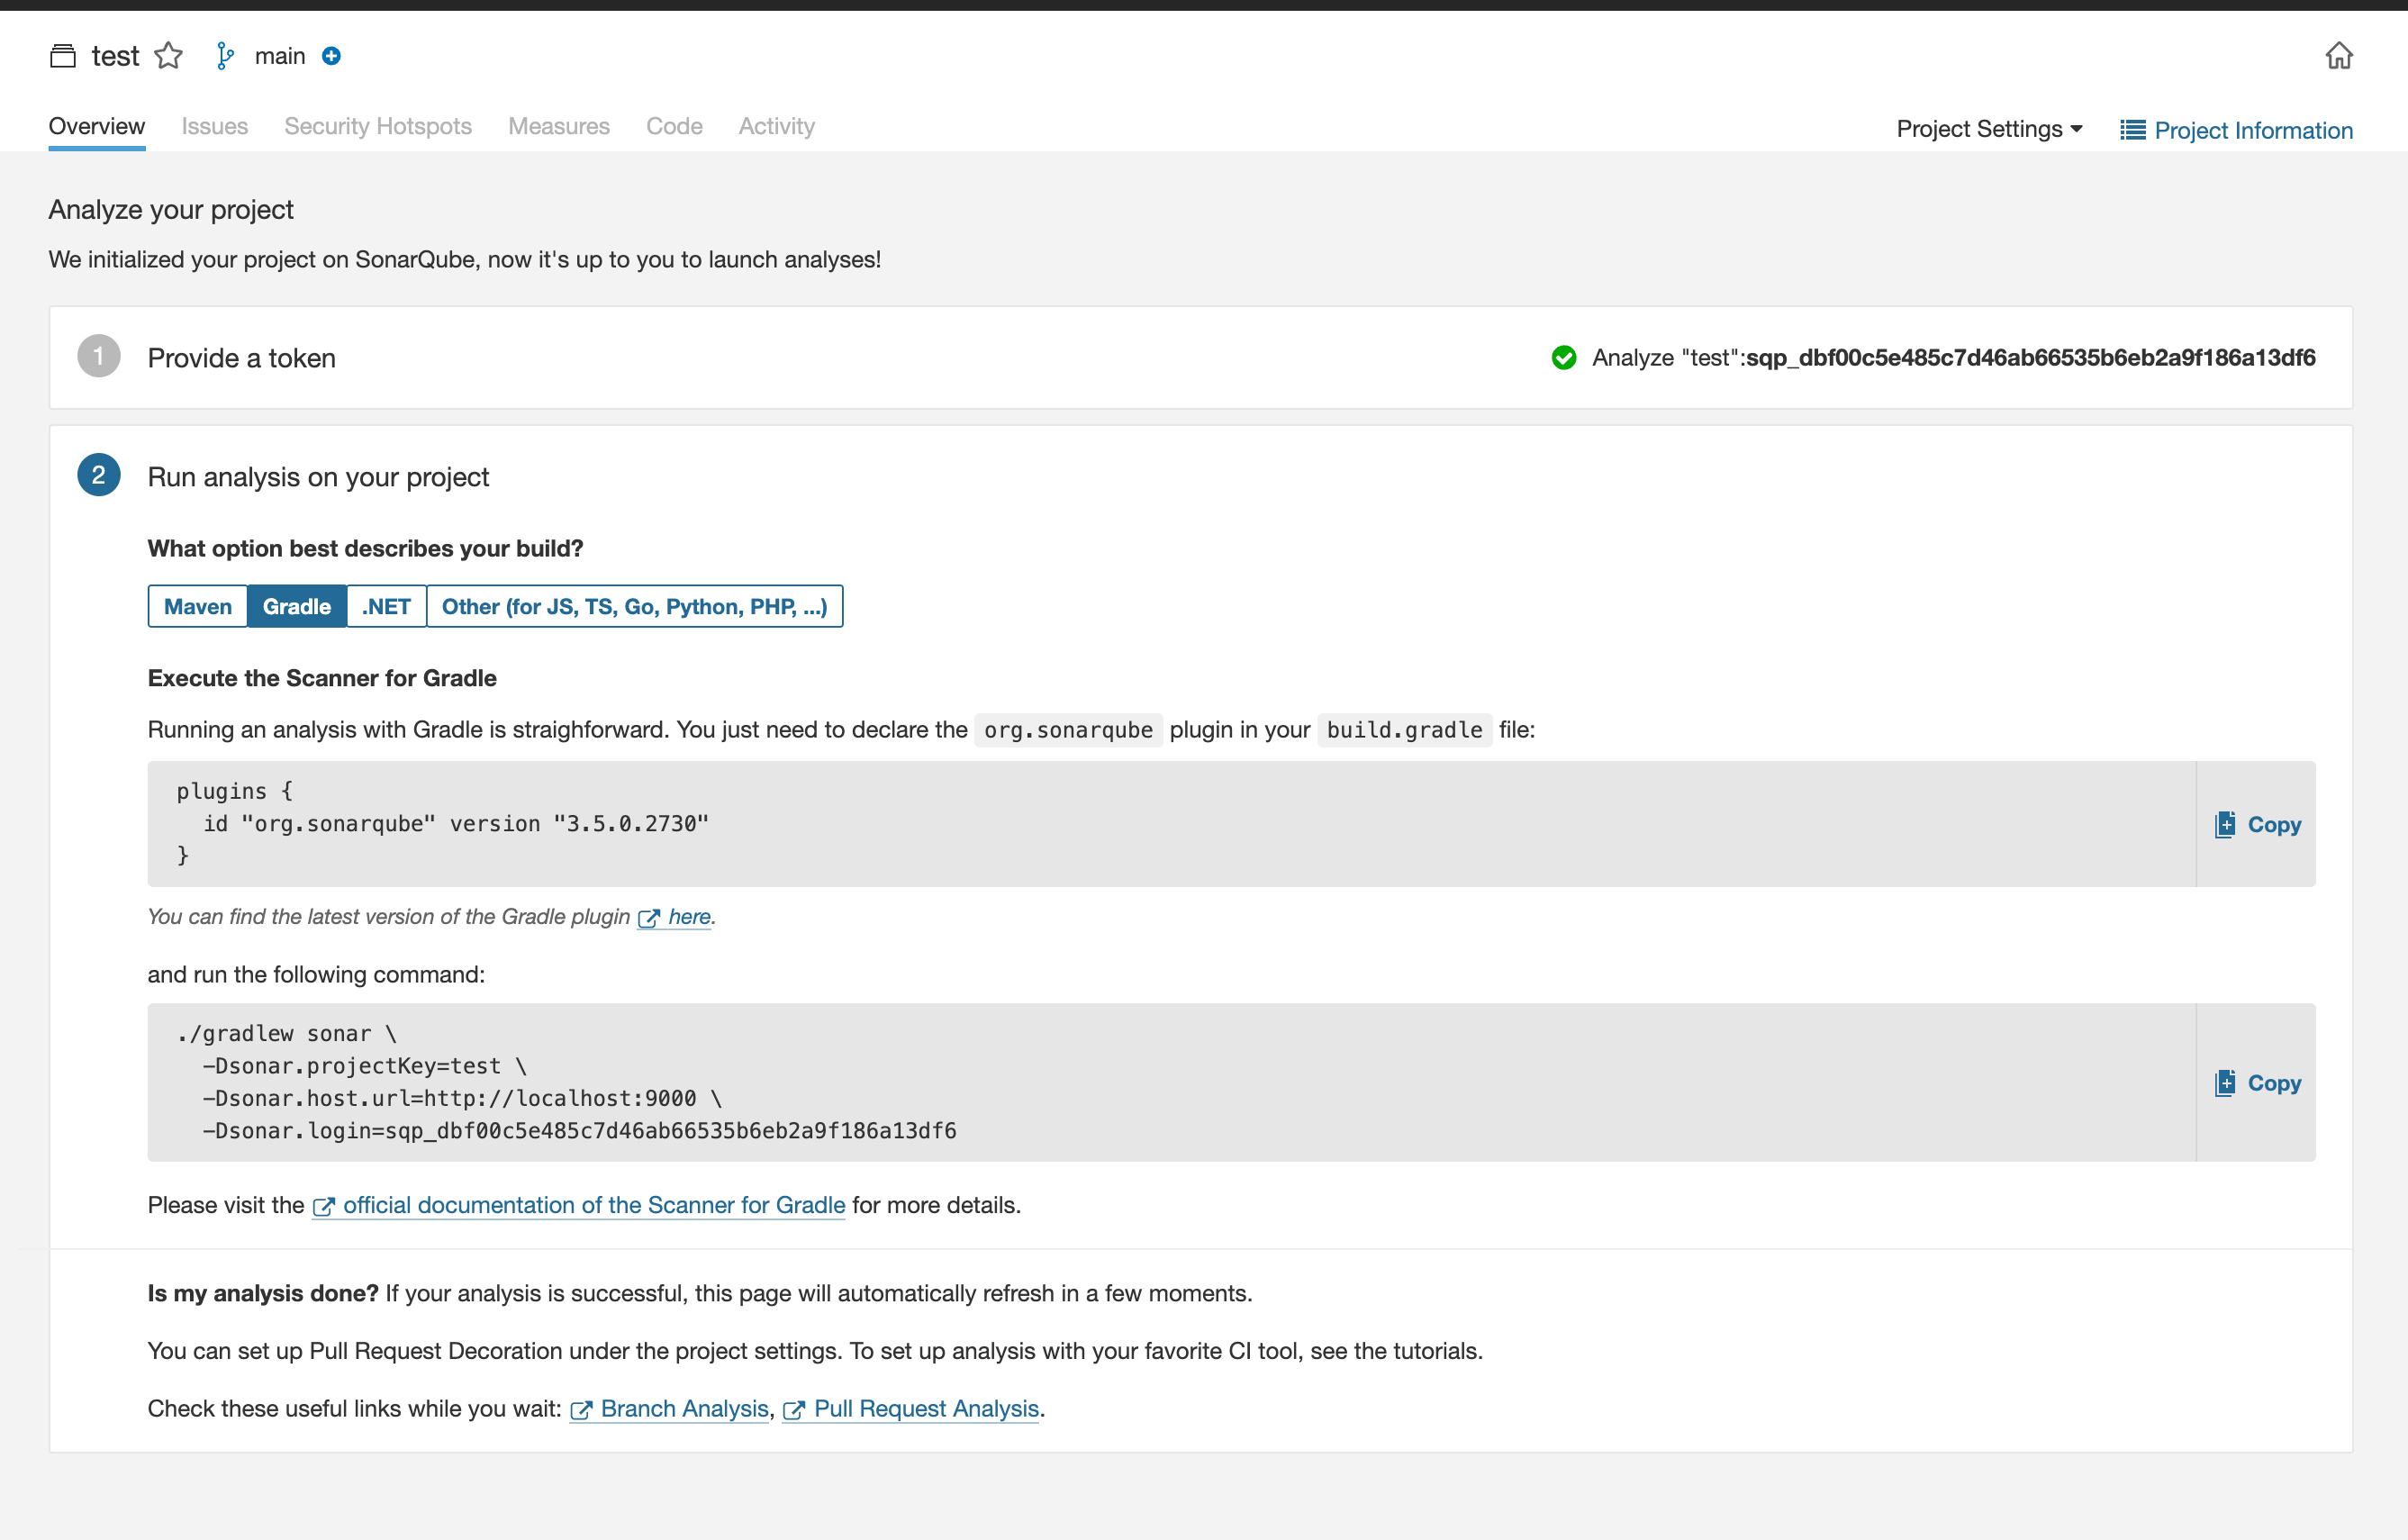 test main
Overview Issues Security Hotspots Measures Code Activity Project Settings Project Information
Analyze your project
We initialized your project on SonarQube, now it's up to you to launch analyses!
1 Provide a token Analyze "test":sqp_dbf00c5e485c7d46ab66535b6eb2a9f186a13df6
2 Run analysis on your project
What option best describes your build?
Maven Gradle .NET Other (for JS, TS, Go, Python, PHP, ...)
Execute the Scanner for Gradle
Running an analysis with Gradle is straighforward. You just need to declare the org.sonarqube plugin in your build.gradle file:
plugins {
  id "org.sonarqube" version "3.5.0.2730"
}
Copy
You can find the latest version of the Gradle plugin here.
and run the following command:
./gradlew sonar \
  -Dsonar.projectKey=test \
  -Dsonar.host.url=http://localhost:9000 \
  -Dsonar.login=sqp_dbf00c5e485c7d46ab66535b6eb2a9f186a13df6
Copy
Please visit the official documentation of the Scanner for Gradle for more details.
Is my analysis done? If your analysis is successful, this page will automatically refresh in a few moments.
You can set up Pull Request Decoration under the project settings. To set up analysis with your favorite CI tool, see the tutorials.
Check these useful links while you wait: Branch Analysis, Pull Request Analysis.